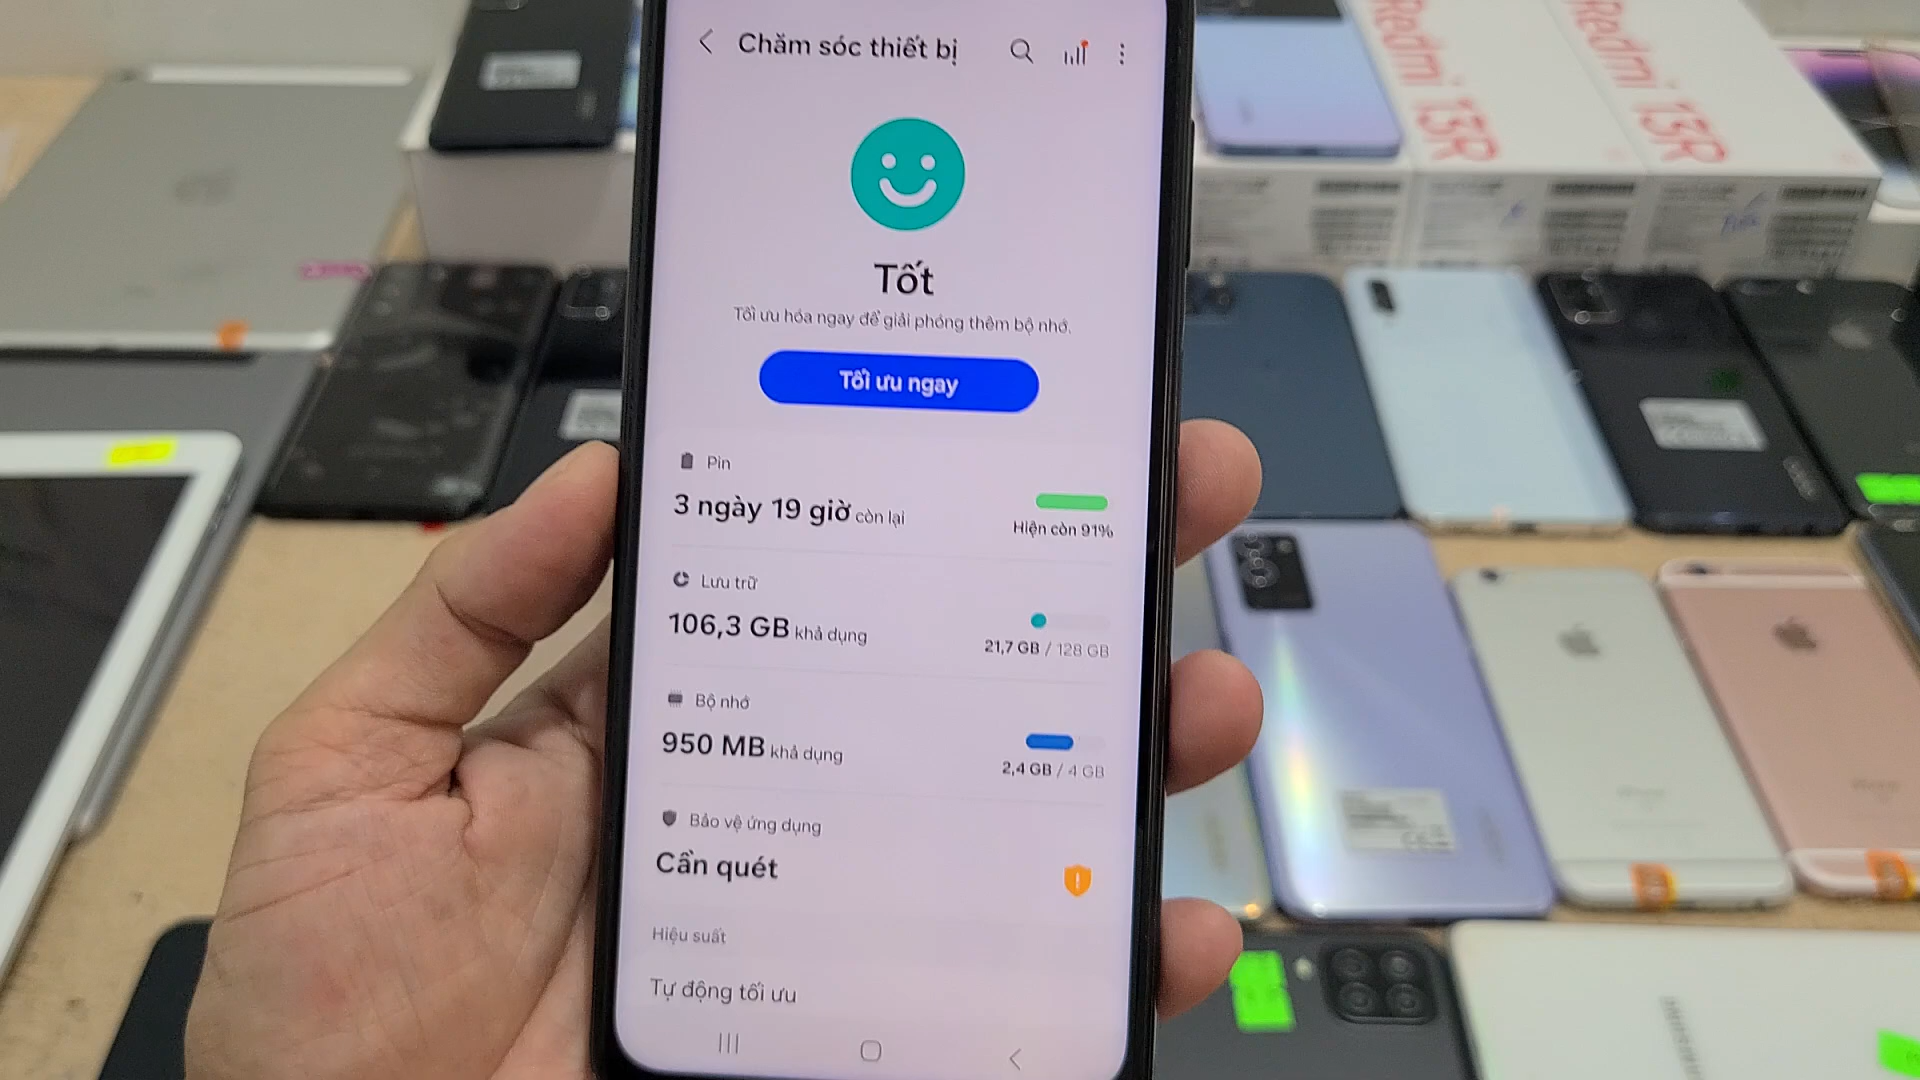 Chăm sóc thiết bị
Tốt
Tối ưu hóa ngay để giải phóng thêm bộ nhớ.
Tối ưu ngay
Pin
3 ngày 19 giờ còn lại
Hiện còn 91%
Lưu trữ
106,3 GB khả dụng
21,7 GB / 128 GB
Bộ nhớ
950 MB khả dụng
2,4 GB / 4 GB
Bảo vệ ứng dụng
Cần quét
Hiệu suất
Tự động tối ưu
Redmi 13R
Redmi 13R